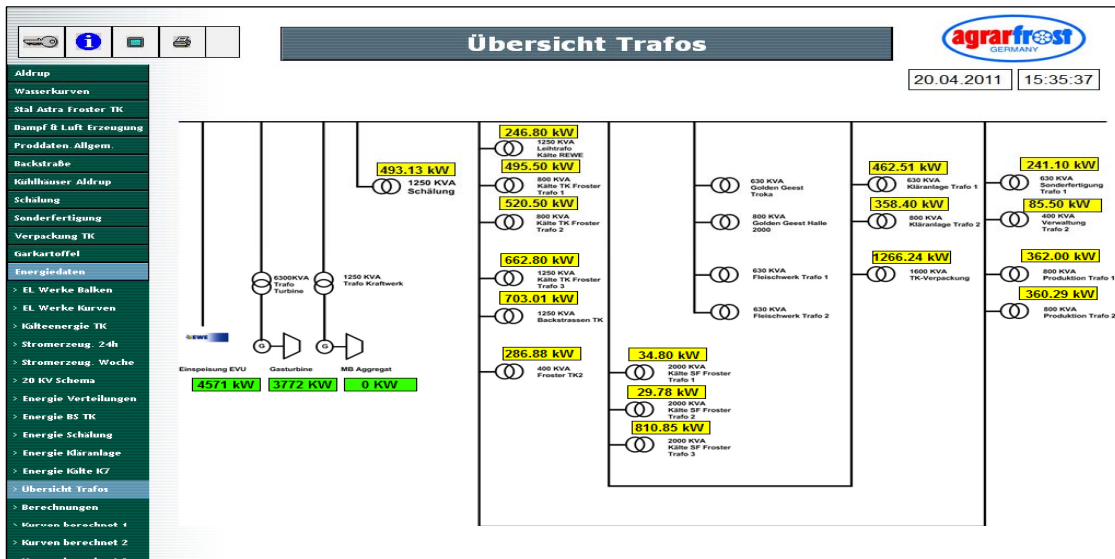 Übersicht Trafos
agrarfrost
GERMANY
20.04.2011
15:35:37
Aldrup
Wasserkurven
Stal Astra Froster TK
Dampf & Luft Erzeugung
Proddaten. Allgem.
Backstraße
Kühlhäuser Aldrup
Schälung
Sonderfertigung
Verpackung TK
Garkartoffel
Energiedaten
> EL Werke Balken
> EL Werke Kurven
> Kälteenergie TK
> Stromerzeug. 24h
> Stromerzeug. Woche
> 20 KV Schema
> Energie Verteilungen
> Energie BS TK
> Energie Schälung
> Energie Kläranlage
> Energie Kälte K7
> Übersicht Trafos
> Berechnungen
> Kurven berechnet 1
> Kurven berechnet 2
EWE
Einspeisung EVU
4571 kW
6300KVA
Trafo
Turbine
G
Gasturbine
3772 KW
1250 KVA
Trafo Kraftwerk
G
MB Aggregat
0 KW
493.13 kW
1250 KVA
Schälung
246.80 kW
1250 KVA
Leihtrafo
Kälte REWE
495.50 kW
800 KVA
Kälte TK Froster
Trafo 1
520.50 kW
800 KVA
Kälte TK Froster
Trafo 2
662.80 kW
1250 KVA
Kälte TK Froster
Trafo 3
703.01 kW
1250 KVA
Backstrassen TK
286.88 kW
400 KVA
Froster TK2
34.80 kW
2000 KVA
Kälte SF Froster
Trafo 1
29.78 kW
2000 KVA
Kälte SF Froster
Trafo 2
810.85 kW
2000 KVA
Kälte SF Froster
Trafo 3
630 KVA
Golden Geest
Troka
800 KVA
Golden Geest Halle
2000
630 KVA
Fleischwerk Trafo 1
630 KVA
Fleischwerk Trafo 2
462.51 kW
630 KVA
Kläranlage Trafo 1
358.40 kW
800 KVA
Kläranlage Trafo 2
1266.24 kW
1600 KVA
TK-Verpackung
241.10 kW
630 KVA
Sonderfertigung
Trafo 1
85.50 kW
400 KVA
Verwaltung
Trafo 2
362.00 kW
800 KVA
Produktion Trafo 1
360.29 kW
800 KVA
Produktion Trafo 2